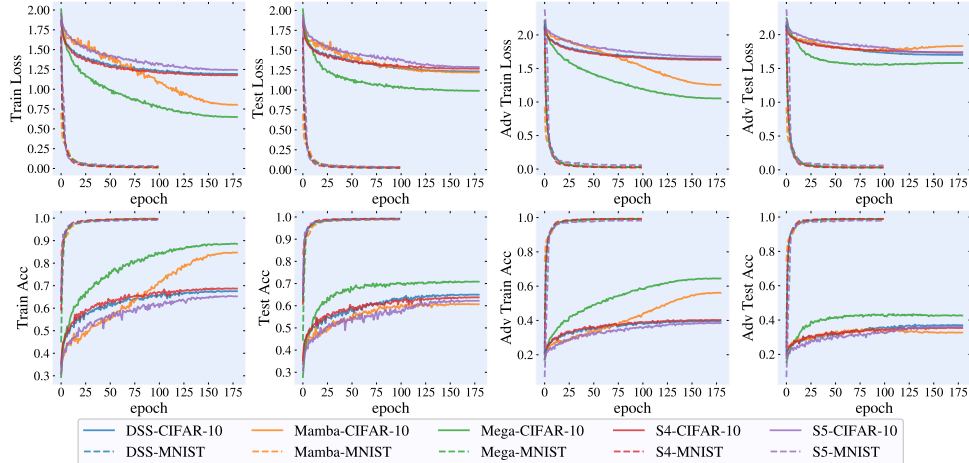 2.00
1.75
1.50
1.25
1.00
0.75
0.50
0.25
0.00
Train Loss
0 25 50 75 100 125 150 175
epoch
2.00
1.75
1.50
1.25
1.00
0.75
0.50
0.25
0.00
Test Loss
0 25 50 75 100 125 150 175
epoch
2.0
1.5
1.0
0.5
0.0
Adv Train Loss
0 25 50 75 100 125 150 175
epoch
2.0
1.5
1.0
0.5
0.0
Adv Test Loss
0 25 50 75 100 125 150 175
epoch
1.0
0.9
0.8
0.7
0.6
0.5
0.4
0.3
Train Acc
0 25 50 75 100 125 150 175
epoch
1.0
0.9
0.8
0.7
0.6
0.5
0.4
0.3
Test Acc
0 25 50 75 100 125 150 175
epoch
1.0
0.8
0.6
0.4
0.2
Adv Train Acc
0 25 50 75 100 125 150 175
epoch
1.0
0.8
0.6
0.4
0.2
Adv Test Acc
0 25 50 75 100 125 150 175
epoch
DSS-CIFAR-10 Mamba-CIFAR-10 Mega-CIFAR-10 S4-CIFAR-10 S5-CIFAR-10
DSS-MNIST Mamba-MNIST Mega-MNIST S4-MNIST S5-MNIST